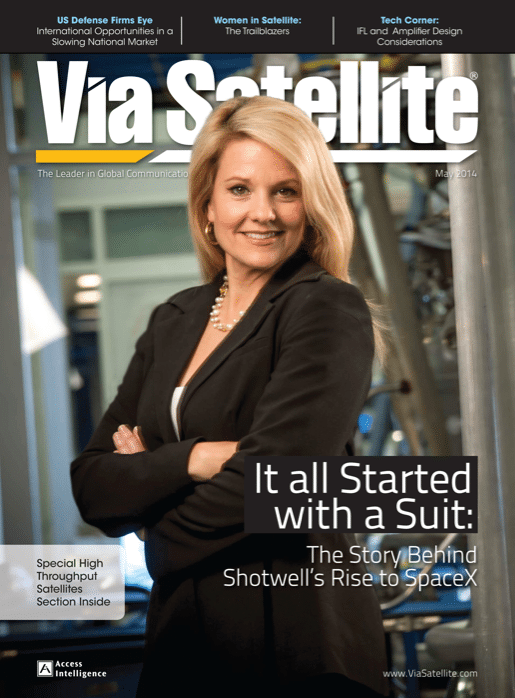 US Defense Firms Eye
International Opportunities in a
Slowing National Market
Women in Satellite:
The Trailblazers
Tech Corner:
IFL and Amplifier Design
Considerations
Via Satellite®
The Leader in Global Communicatio
May 2014
It all Started
with a Suit:
The Story Behind
Shotwell's Rise to SpaceX
Special High
Throughput
Satellites
Section Inside
Access
Intelligence
www.ViaSatellite.com